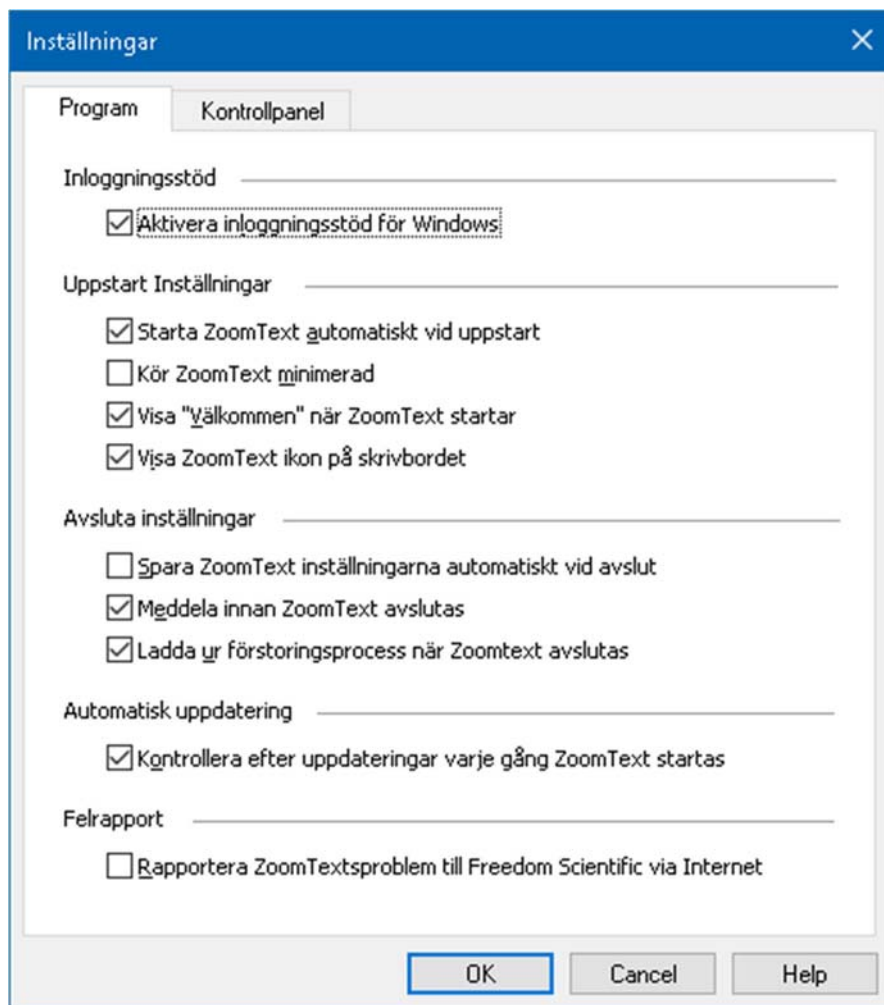 Inställningar
Program
Kontrollpanel
Inloggningsstöd
Aktivera inloggningsstöd för Windows
Uppstart Inställningar
Starta ZoomText automatiskt vid uppstart
Kör ZoomText minimerad
Visa "Välkommen" när ZoomText startar
Visa ZoomText ikon på skrivbordet
Avsluta inställningar
Spara ZoomText inställningarna automatiskt vid avslut
Meddela innan ZoomText avslutas
Ladda ur förstoringsprocess när Zoomtext avslutas
Automatisk uppdatering
Kontrollera efter uppdateringar varje gång ZoomText startas
Felrapport
Rapportera ZoomTextsproblem till Freedom Scientific via Internet
OK
Cancel
Help